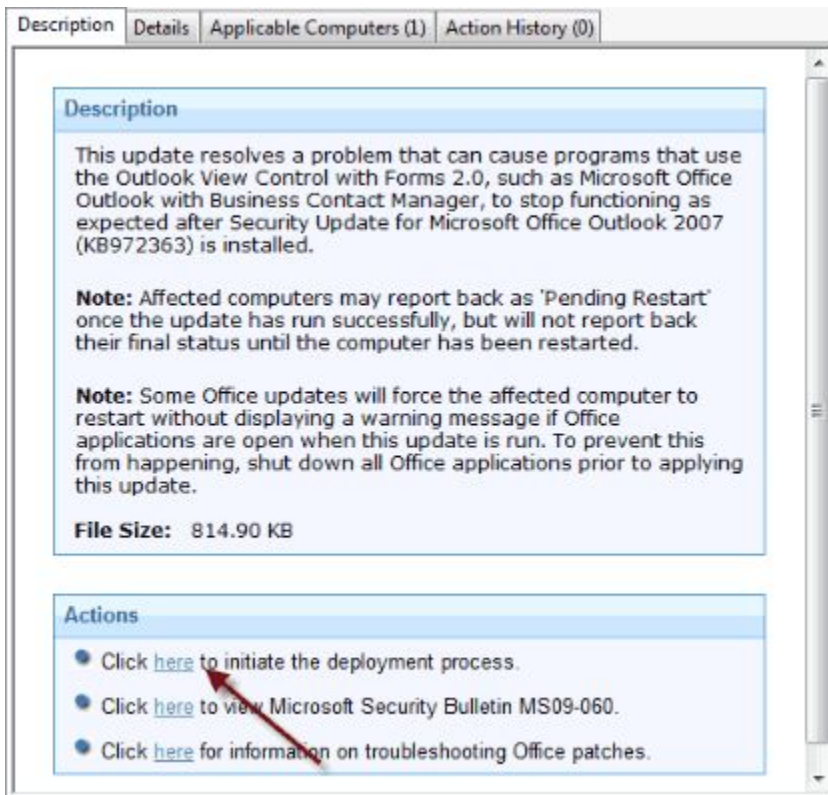 Description Details Applicable Computers (1) Action History (0)
Description
This update resolves a problem that can cause programs that use
the Outlook View Control with Forms 2.0, such as Microsoft Office
Outlook with Business Contact Manager, to stop functioning as
expected after Security Update for Microsoft Office Outlook 2007
(KB972363) is installed.
Note: Affected computers may report back as 'Pending Restart'
once the update has run successfully, but will not report back
their final status until the computer has been restarted.
Note: Some Office updates will force the affected computer to
restart without displaying a warning message if Office
applications are open when this update is run. To prevent this
from happening, shut down all Office applications prior to applying
this update.
File Size: 814.90 KB
Actions
Click here to initiate the deployment process.
Click here to view Microsoft Security Bulletin MS09-060.
Click here for information on troubleshooting Office patches.